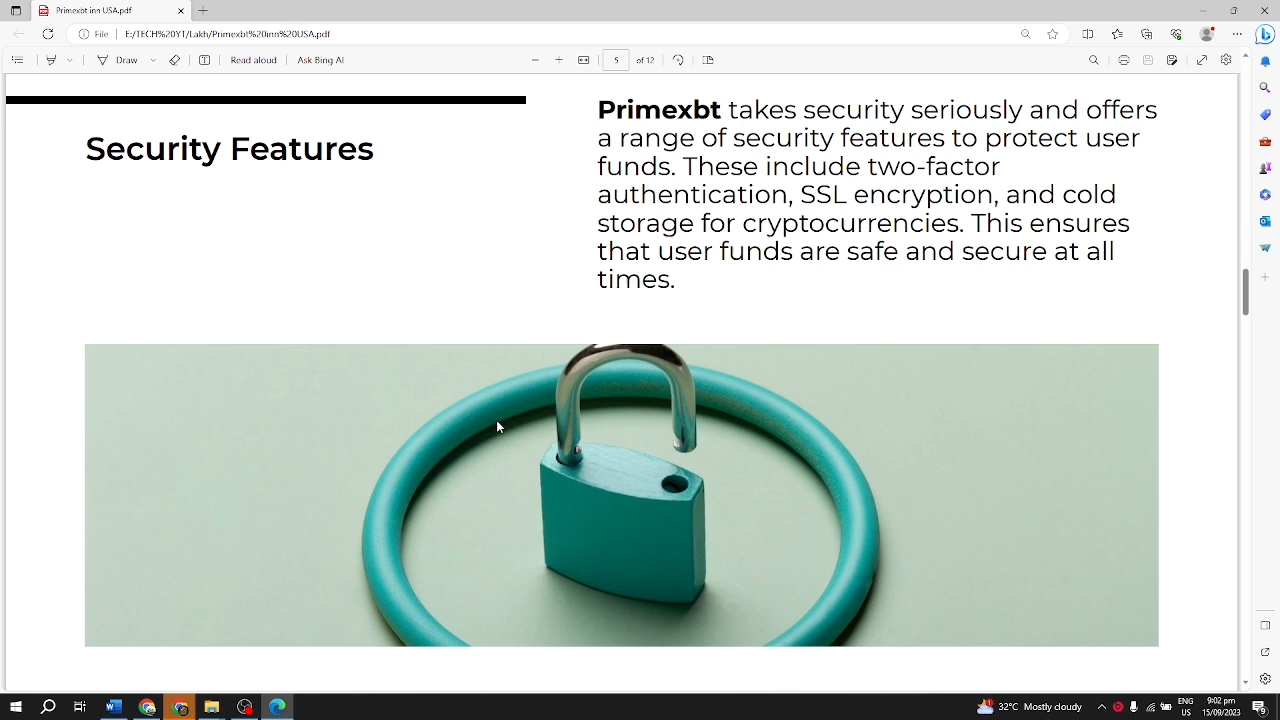 Primexbt inn USA.pdf
File
E:/TECH%20YT/Lakh/Primexbt%20inn%20USA.pdf
Draw
Read aloud
Ask Bing AI
5
of 12
Security Features
Primexbt takes security seriously and offers
a range of security features to protect user
funds. These include two-factor
authentication, SSL encryption, and cold
storage for cryptocurrencies. This ensures
that user funds are safe and secure at all
times.
32°C Mostly cloudy
ENG
US
9:02 pm
15/09/2023